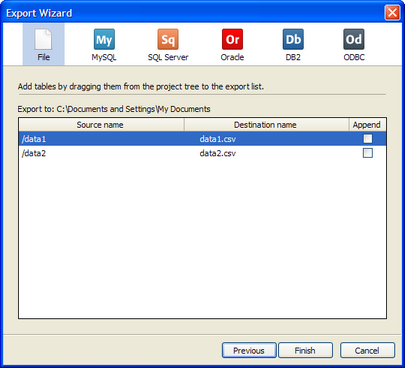 Export Wizard
My Sq Or Db Od
File MySQL SQL Server Oracle DB2 ODBC
Add tables by dragging them from the project tree to the export list.
Export to: C:\Documents and Settings\My Documents
Source name Destination name Append
/data1 data1.csv
/data2 data2.csv
Previous Finish Cancel